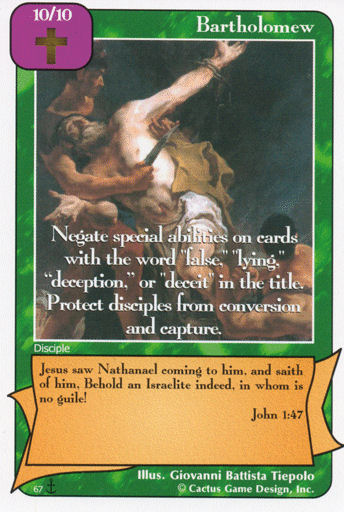 10/10
Bartholomew
Negate special abilities on cards
with the word "false," "lying,"
“deception,” or "deceit" in the title.
Protect disciples from conversion
and capture.
Disciple
Jesus saw Nathanael coming to him, and saith
of him, Behold an Israelite indeed, in whom is
no guile!
John 1:47
Illus. Giovanni Battista Tiepolo
67 © Cactus Game Design, Inc.